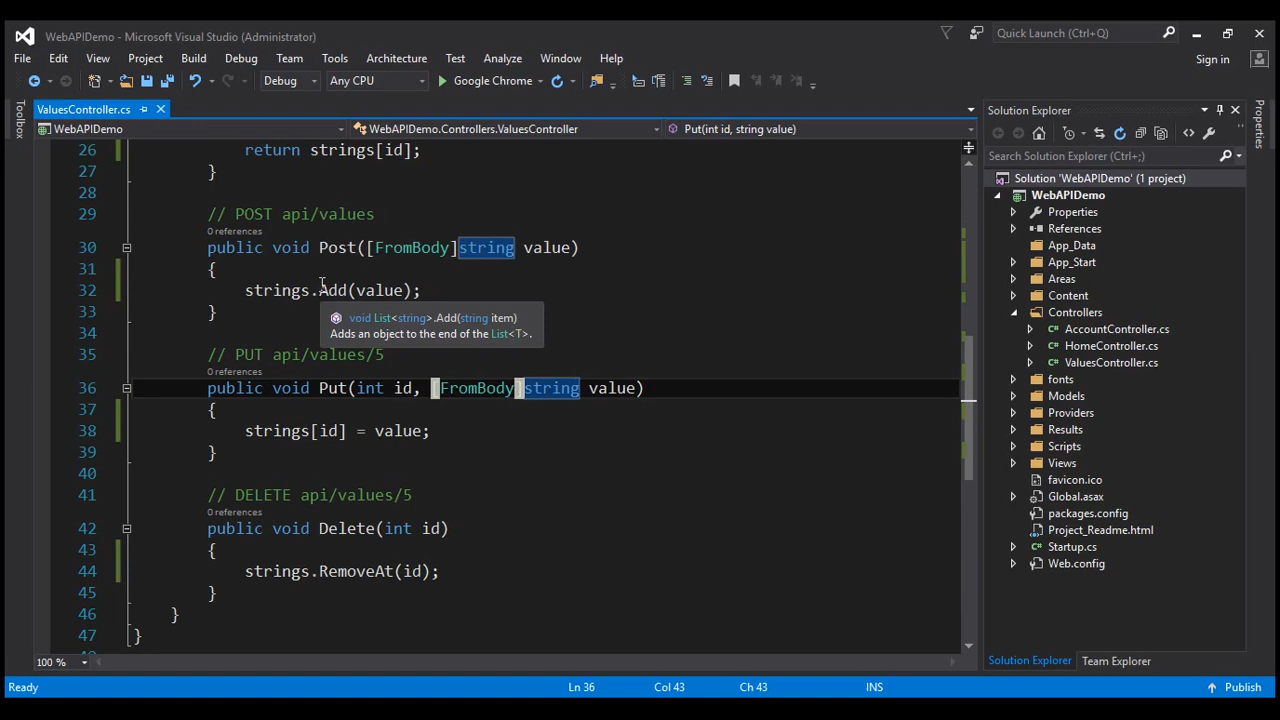 WebAPIDemo - Microsoft Visual Studio (Administrator)
Quick Launch (Ctrl+Q)
File Edit View Project Build Debug Team Tools Architecture Test Analyze Window Help
Sign in
Debug Any CPU Google Chrome
Toolbox
ValuesController.cs
WebAPIDemo WebAPIDemo.Controllers.ValuesController Put(int id, string value)
26 return strings[id];
27 }
28
29 // POST api/values
0 references
30 public void Post([FromBody]string value)
31 {
32 strings.Add(value);
33 }
void List<string>.Add(string item)
Adds an object to the end of the List<T>.
34
35 // PUT api/values/5
0 references
36 public void Put(int id, [FromBody]string value)
37 {
38 strings[id] = value;
39 }
40
41 // DELETE api/values/5
0 references
42 public void Delete(int id)
43 {
44 strings.RemoveAt(id);
45 }
46 }
47 }
100 %
Solution Explorer
Search Solution Explorer (Ctrl+;)
Solution 'WebAPIDemo' (1 project)
WebAPIDemo
Properties
References
App_Data
App_Start
Areas
Content
Controllers
AccountController.cs
HomeController.cs
ValuesController.cs
fonts
Models
Providers
Results
Scripts
Views
favicon.ico
Global.asax
packages.config
Project_Readme.html
Startup.cs
Web.config
Solution Explorer Team Explorer
Properties
Ready Ln 36 Col 43 Ch 43 INS Publish